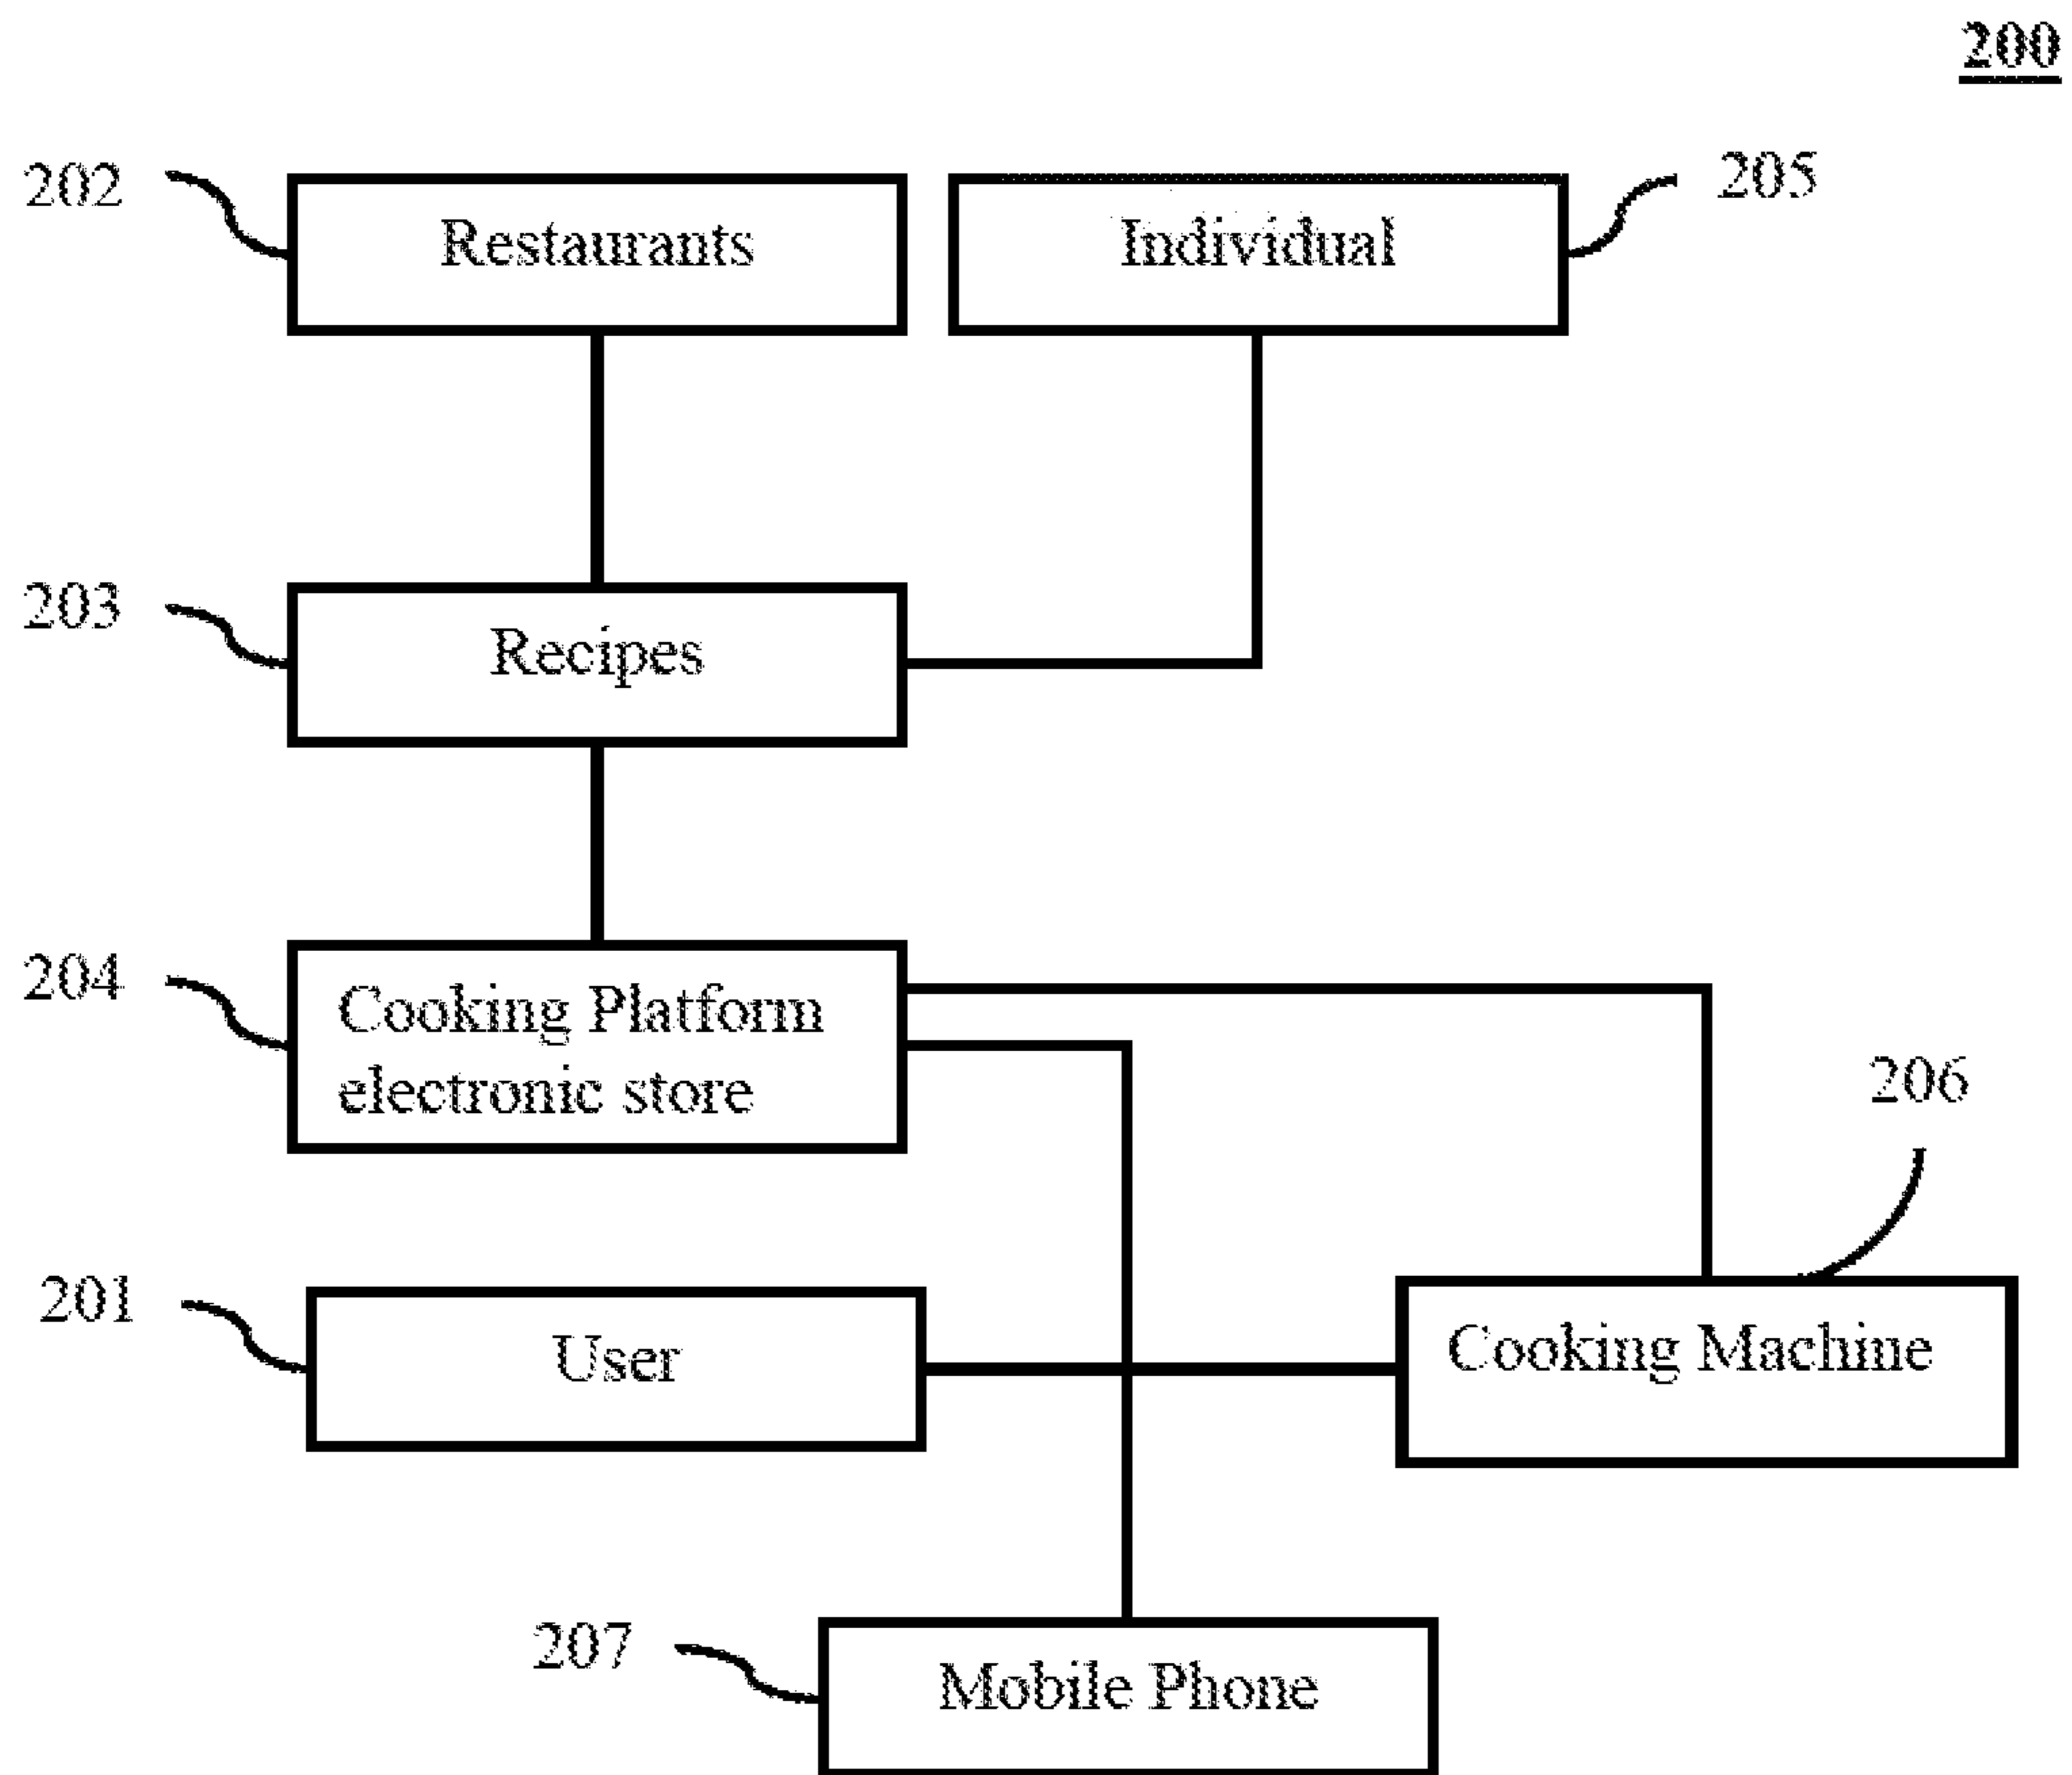 200
202
Restaurants
Individual
205
203
Recipes
204
Cooking Platform
electronic store
206
201
User
Cooking Machine
207
Mobile Phone